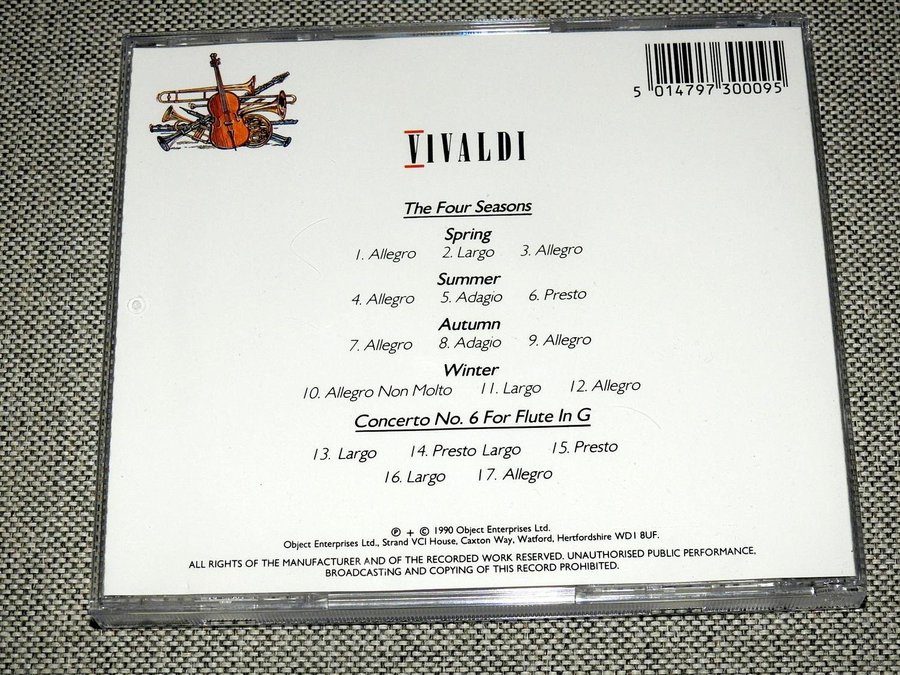 5 014797 300095
VIVALDI
The Four Seasons
Spring
1. Allegro 2. Largo 3. Allegro
Summer
4. Allegro 5. Adagio 6. Presto
Autumn
7. Allegro 8. Adagio 9. Allegro
Winter
10. Allegro Non Molto 11. Largo 12. Allegro
Concerto No. 6 For Flute In G
13. Largo 14. Presto Largo 15. Presto
16. Largo 17. Allegro
℗ + © 1990 Object Enterprises Ltd.
Object Enterprises Ltd., Strand VCI House, Caxton Way, Watford, Hertfordshire WD1 8UF.
ALL RIGHTS OF THE MANUFACTURER AND OF THE RECORDED WORK RESERVED. UNAUTHORISED PUBLIC PERFORMANCE,
BROADCASTiNG AND COPYING OF THIS RECORD PROHIBITED.